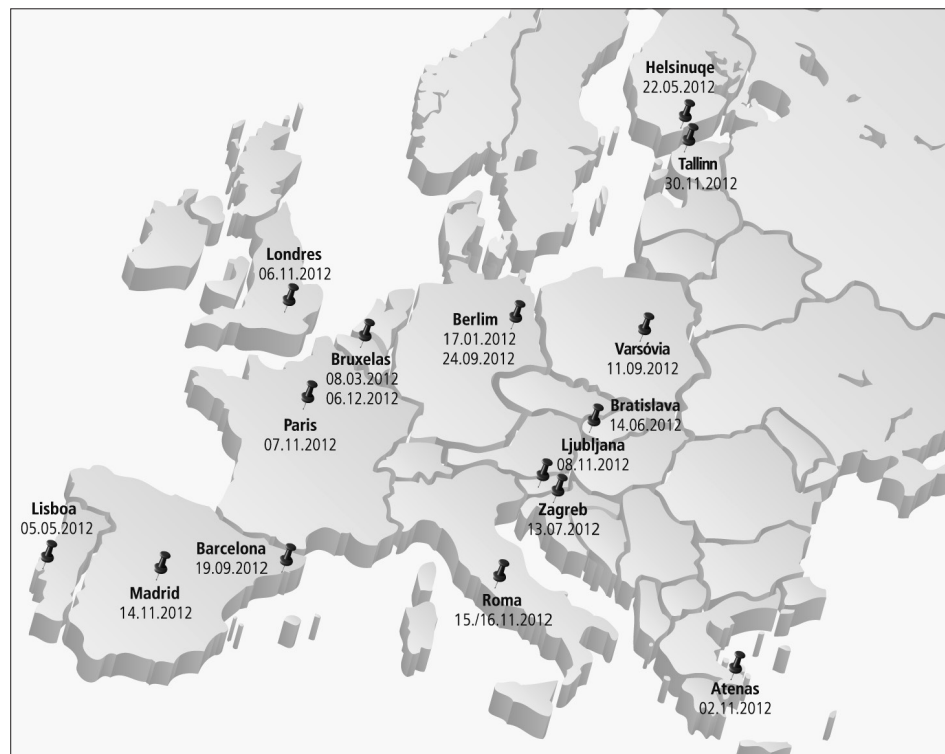 Helsinuqe
22.05.2012
Tallinn
30.11.2012
Londres
06.11.2012
Berlim
17.01.2012
24.09.2012
Varsóvia
11.09.2012
Bruxelas
08.03.2012
06.12.2012
Paris
07.11.2012
Bratislava
14.06.2012
Ljubljana
08.11.2012
Zagreb
13.07.2012
Lisboa
05.05.2012
Barcelona
19.09.2012
Madrid
14.11.2012
Roma
15./16.11.2012
Atenas
02.11.2012